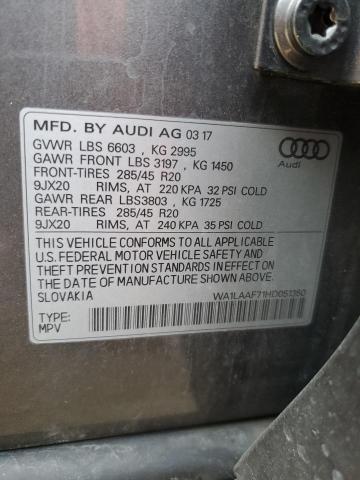 MFD. BY AUDI AG 03 17
GVWR LBS 6603 , KG 2995
GAWR FRONT LBS 3197 , KG 1450
FRONT-TIRES 285/45 R20
9JX20 RIMS, AT 220 KPA 32 PSI COLD
GAWR REAR LBS3803 , KG 1725
REAR-TIRES 285/45 R20
9JX20 RIMS, AT 240 KPA 35 PSI COLD
Audi
THIS VEHICLE CONFORMS TO ALL APPLICABLE
U.S. FEDERAL MOTOR VEHICLE SAFETY AND
THEFT PREVENTION STANDARDS IN EFFECT ON
THE DATE OF MANUFACTURE SHOWN ABOVE.
SLOVAKIA
WA1LAAF71HD051350
TYPE:
MPV